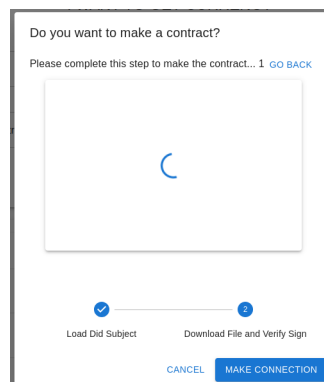 Do you want to make a contract?
Please complete this step to make the contract... 1 GO BACK
2
Load Did Subject
Download File and Verify Sign
CANCEL
MAKE CONNECTION